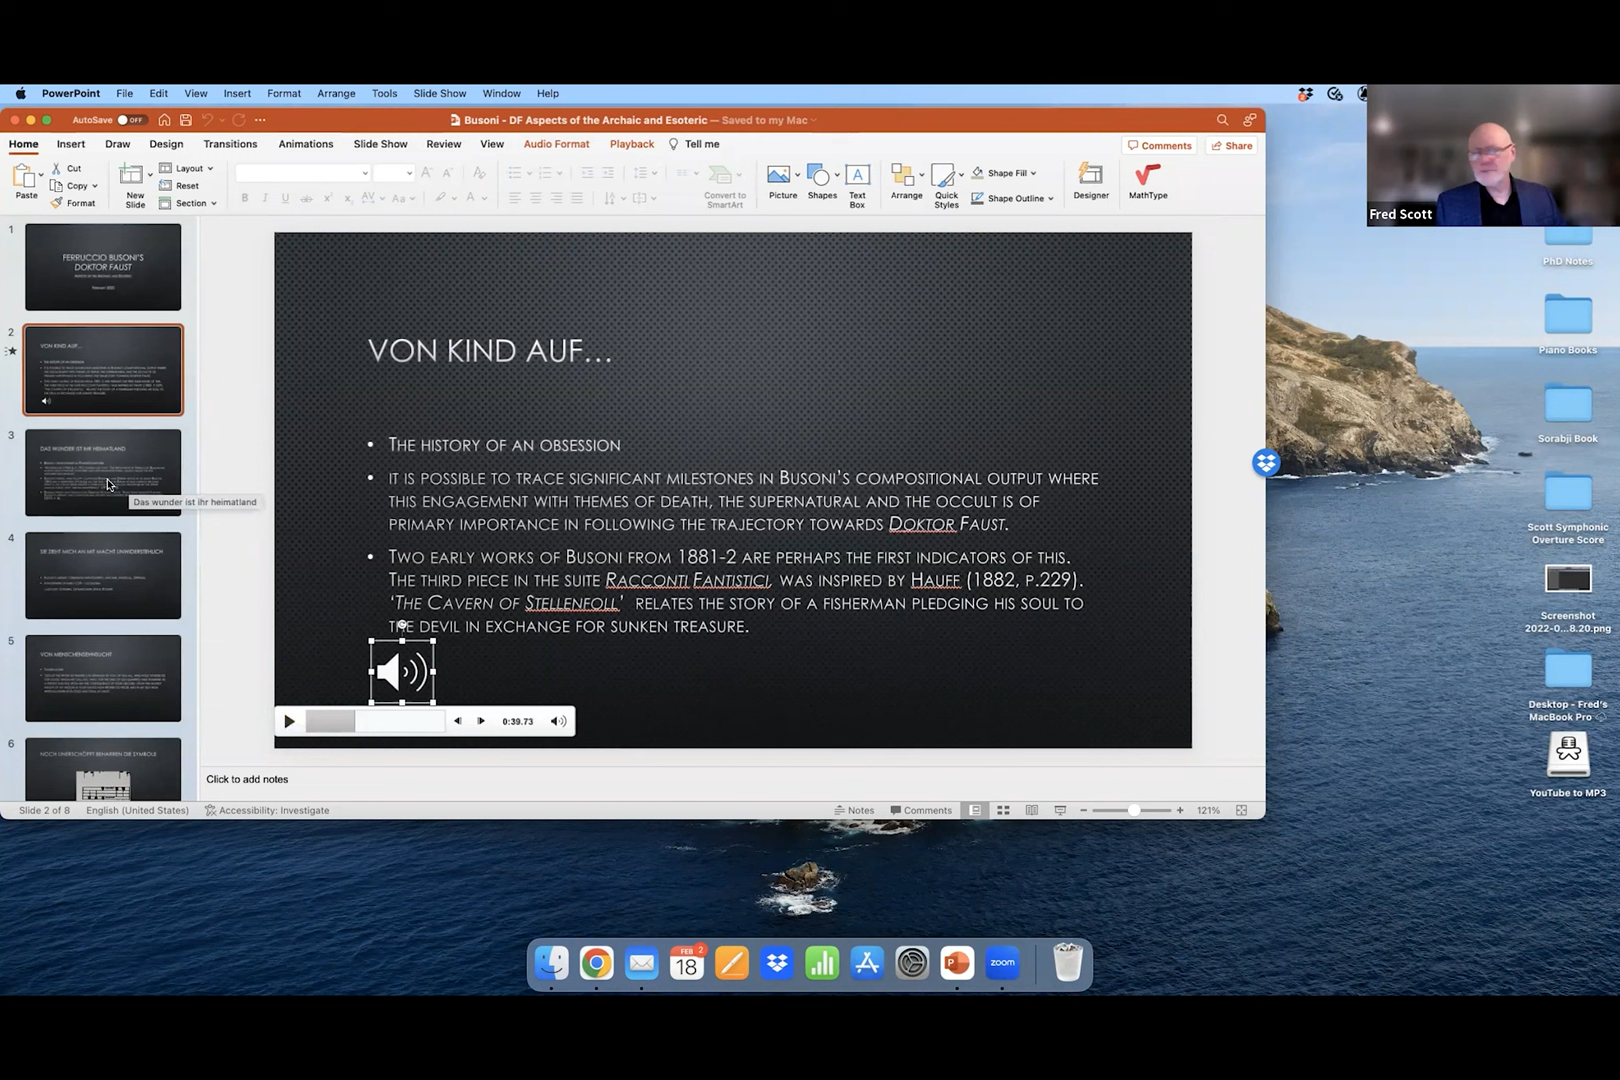 PowerPoint File Edit View Insert Format Arrange Tools Slide Show Window Help
AutoSave OFF
Busoni - DF Aspects of the Archaic and Esoteric — Saved to my Mac
Home Insert Draw Design Transitions Animations Slide Show Review View Audio Format Playback Tell me
Comments Share
Paste
Cut
Copy
Format
New Slide
Layout
Reset
Section
Convert to SmartArt
Picture
Shapes
Text Box
Arrange
Quick Styles
Shape Fill
Shape Outline
Designer
MathType
Fred Scott
1
FERRUCCIO BUSONI'S
DOKTOR FAUST
2
VON KIND AUF...
3
DAS WUNDER IST IHR HEIMATLAND
Das wunder ist ihr heimatland
4
SIE ZIEHT MICH AN MIT MACHT UNWIDERSTEHLICH
5
VON MENSCHENSEHNSUCHT
6
NOCH UNERSCHÖPFT BEHARREN DIE SYMBOLE
VON KIND AUF...
• THE HISTORY OF AN OBSESSION
• IT IS POSSIBLE TO TRACE SIGNIFICANT MILESTONES IN BUSONI'S COMPOSITIONAL OUTPUT WHERE
THIS ENGAGEMENT WITH THEMES OF DEATH, THE SUPERNATURAL AND THE OCCULT IS OF
PRIMARY IMPORTANCE IN FOLLOWING THE TRAJECTORY TOWARDS DOKTOR FAUST.
• TWO EARLY WORKS OF BUSONI FROM 1881-2 ARE PERHAPS THE FIRST INDICATORS OF THIS.
THE THIRD PIECE IN THE SUITE RACCONTI FANTISTICI, WAS INSPIRED BY HAUFF (1882, P.229).
'THE CAVERN OF STELLENFOLL' RELATES THE STORY OF A FISHERMAN PLEDGING HIS SOUL TO
THE DEVIL IN EXCHANGE FOR SUNKEN TREASURE.
0:39.73
Click to add notes
Slide 2 of 8 English (United States) Accessibility: Investigate
Notes Comments 121%
PhD Notes
Piano Books
Sorabji Book
Scott Symphonic
Overture Score
Screenshot
2022-0...8.20.png
Desktop - Fred's
MacBook Pro
YouTube to MP3
FEB 2
18
zoom